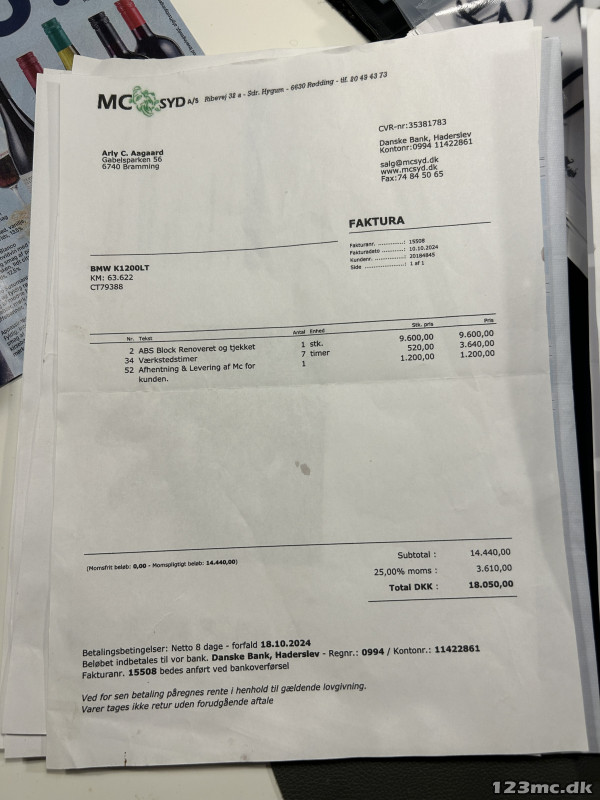 MC SYD A/S Ribevej 32 a - Sdr. Hygum - 6630 Rødding - tlf. 20 49 43 73
CVR-nr:35381783
Danske Bank, Haderslev
Kontonr:0994 11422861
salg@mcsyd.dk
www.mcsyd.dk
Fax:74 84 50 65
Arly C. Aagaard
Gabelsparken 56
6740 Bramming
FAKTURA
Fakturanr. ............: 15508
Fakturadato ..........: 10.10.2024
Kundenr. ..............: 20184845
Side .....................: 1 af 1
BMW K1200LT
KM: 63.622
CT79388
Nr. Tekst Antal Enhed Stk. pris Pris
2 ABS Block Renoveret og tjekket 1 stk. 9.600,00 9.600,00
34 Værkstedstimer 7 timer 520,00 3.640,00
52 Afhentning & Levering af Mc for 1 1.200,00 1.200,00
kunden.
(Momsfrit beløb: 0,00 - Momspligtigt beløb: 14.440,00)
Subtotal : 14.440,00
25,00% moms : 3.610,00
Total DKK : 18.050,00
Betalingsbetingelser: Netto 8 dage - forfald 18.10.2024
Beløbet indbetales til vor bank. Danske Bank, Haderslev - Regnr.: 0994 / Kontonr.: 11422861
Fakturanr. 15508 bedes anført ved bankoverførsel
Ved for sen betaling påregnes rente i henhold til gældende lovgivning.
Varer tages ikke retur uden forudgående aftale
123mc.dk